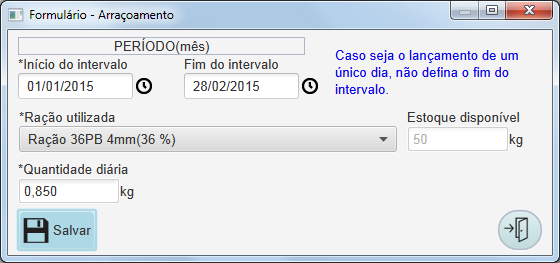 Formulário - Arraçoamento
PERÍODO(mês)
*Início do intervalo
Fim do intervalo
01/01/2015
28/02/2015
Caso seja o lançamento de um
único dia, não defina o fim do
intervalo.
*Ração utilizada
Estoque disponível
Ração 36PB 4mm(36 %)
50
kg
*Quantidade diária
0,850
kg
Salvar